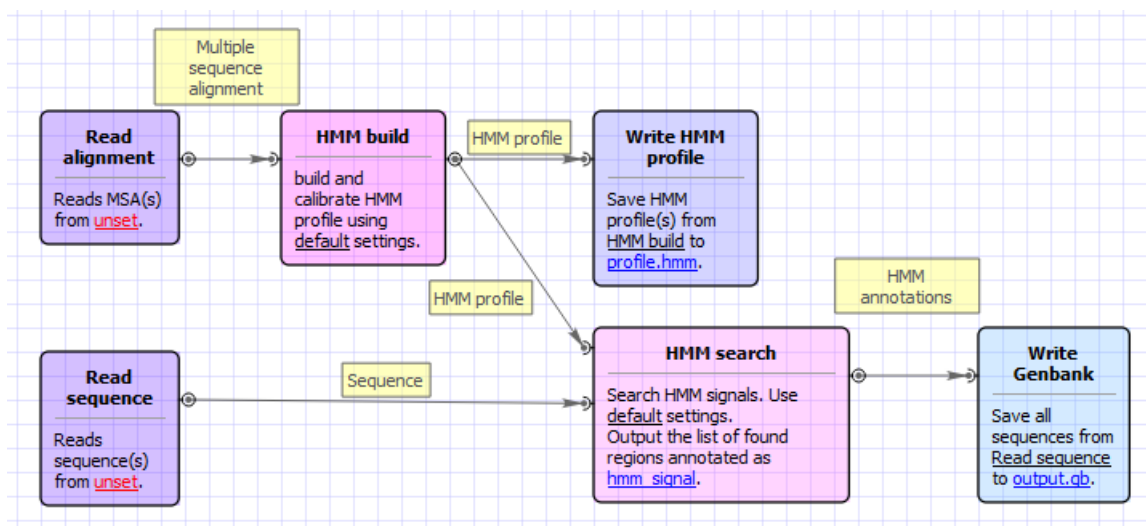 Multiple
sequence
alignment
Read
alignment
Reads MSA(s)
from unset.
HMM build
build and
calibrate HMM
profile using
default settings.
HMM profile
Write HMM
profile
Save HMM
profile(s) from
HMM build to
profile.hmm.
HMM profile
HMM
annotations
Read
sequence
Reads
sequence(s)
from unset.
Sequence
HMM search
Search HMM signals. Use
default settings.
Output the list of found
regions annotated as
hmm_signal.
Write
Genbank
Save all
sequences from
Read sequence
to output.gb.